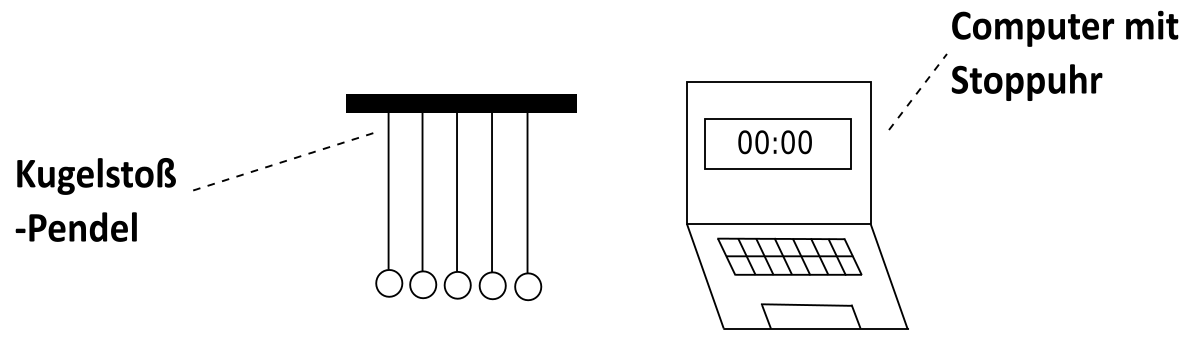 Computer mit
Stoppuhr
00:00
Kugelstoß
-Pendel